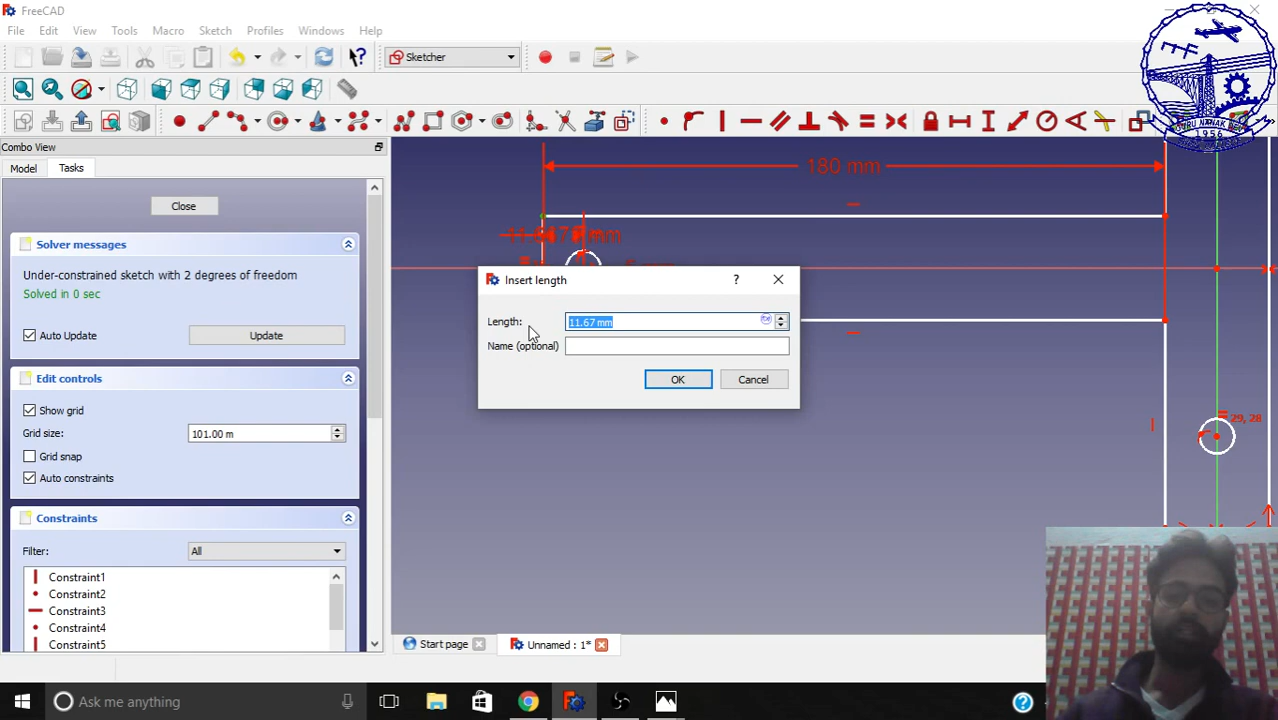 FreeCAD
File Edit View Tools Macro Sketch Profiles Windows Help
Sketcher
1956
Combo View
Model Tasks
Close
Solver messages
Under-constrained sketch with 2 degrees of freedom
Solved in 0 sec
Auto Update Update
Edit controls
Show grid
Grid size: 101.00 m
Grid snap
Auto constraints
Constraints
Filter: All
Constraint1
Constraint2
Constraint3
Constraint4
Constraint5
180 mm
Insert length
Length: 11.67 mm
Name (optional)
OK Cancel
29, 28
Start page Unnamed : 1*
Ask me anything